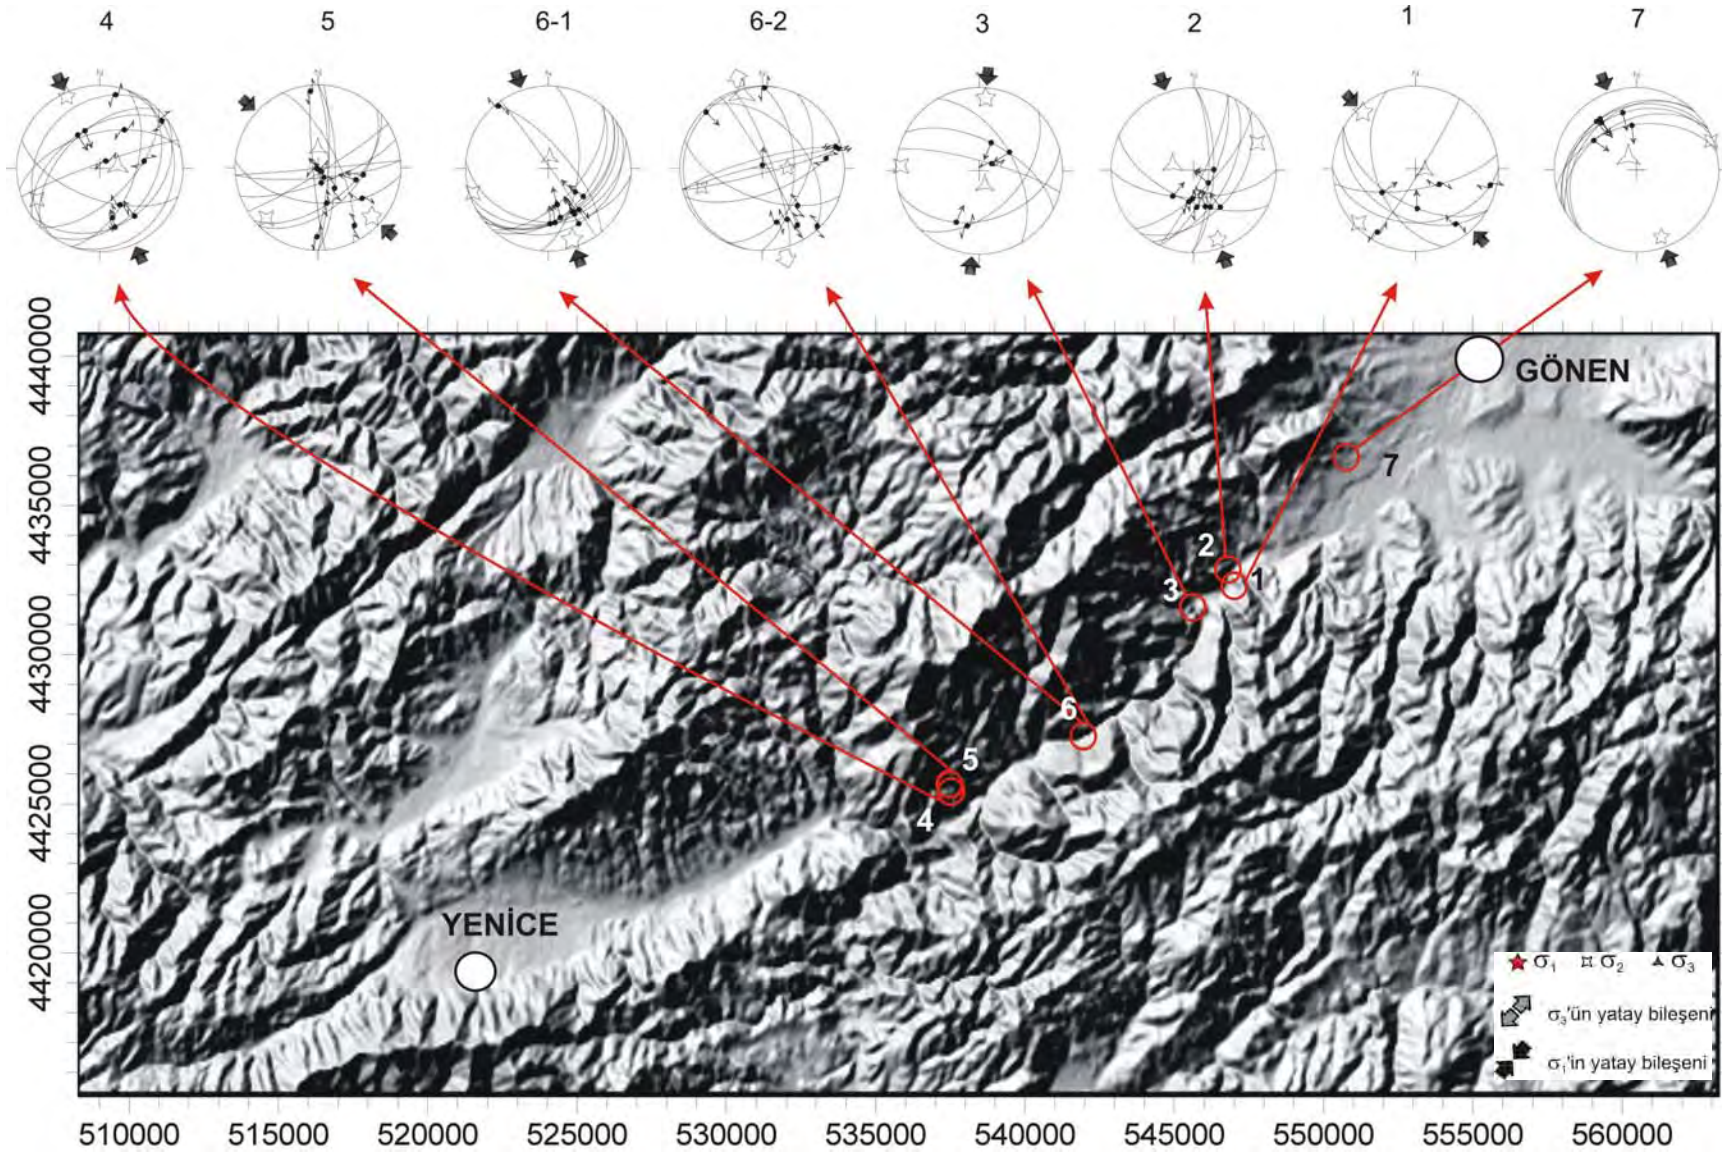 4 5 6-1 6-2 3 2 1 7
N N N N N N N N
4440000
4435000
4430000
4425000
4420000
GÖNEN
7
2
1
3
6
5
4
YENİCE
σ1 σ2 σ3
σ3'ün yatay bileşeni
σ1'in yatay bileşeni
510000 515000 520000 525000 530000 535000 540000 545000 550000 555000 560000